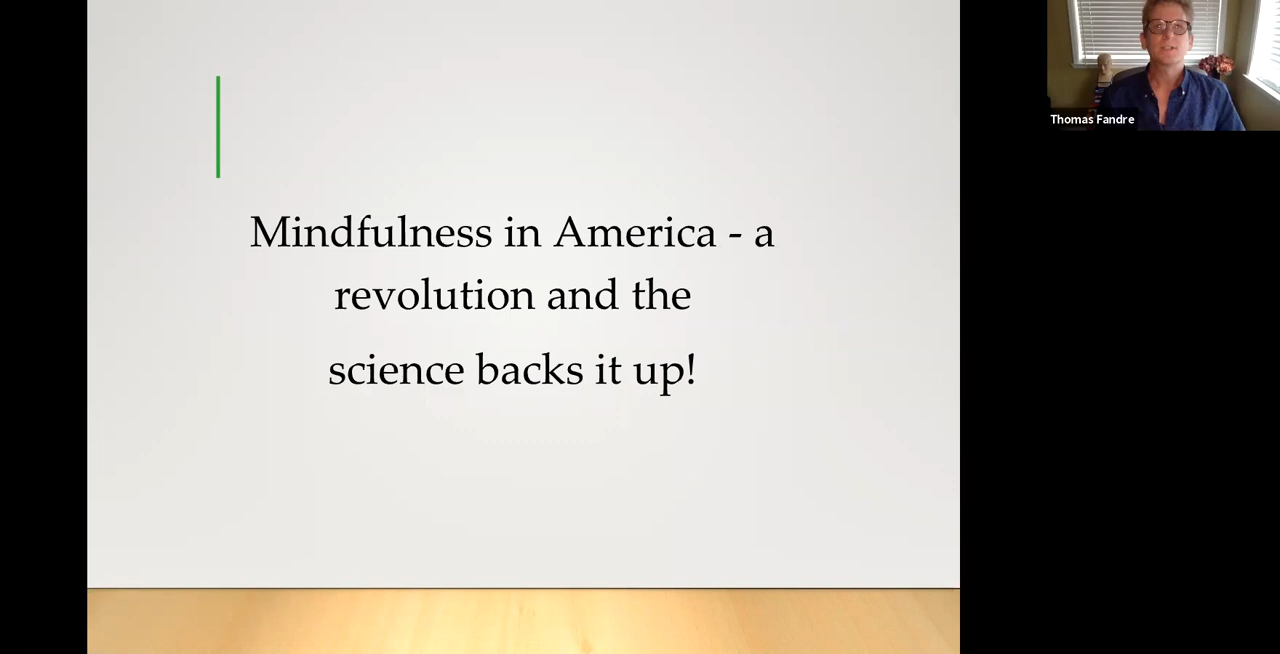 Mindfulness in America - a
revolution and the
science backs it up!
Thomas Fandre